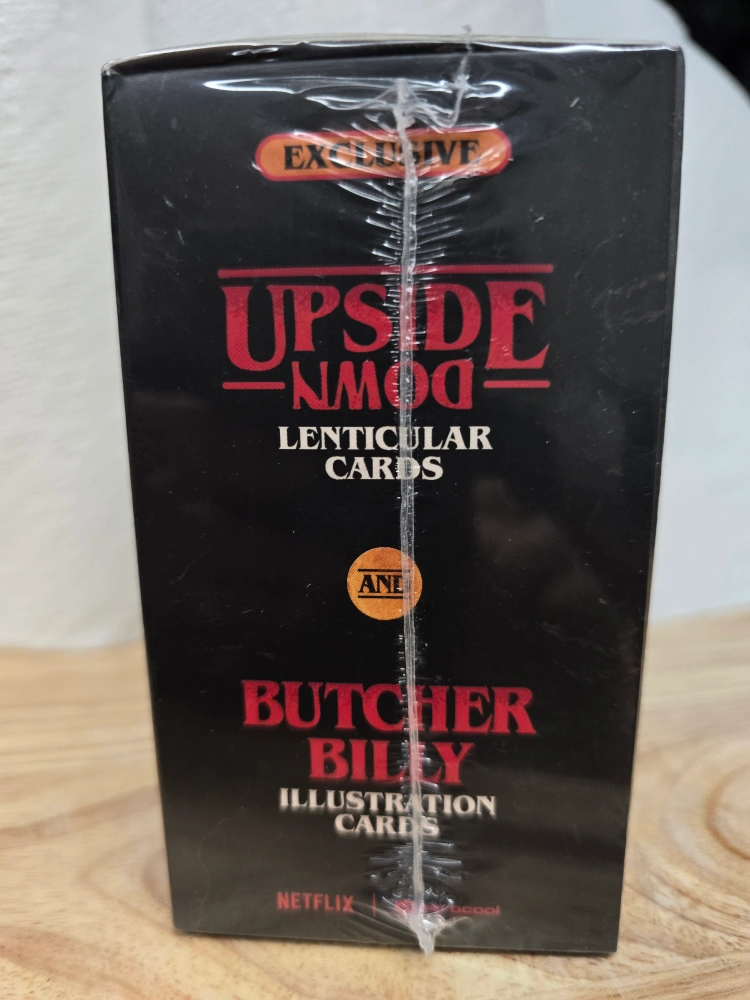 EXCLUSIVE
UPSIDE
DOWN
LENTICULAR
CARDS
AND
BUTCHER
BILLY
ILLUSTRATION
CARDS
NETFLIX |